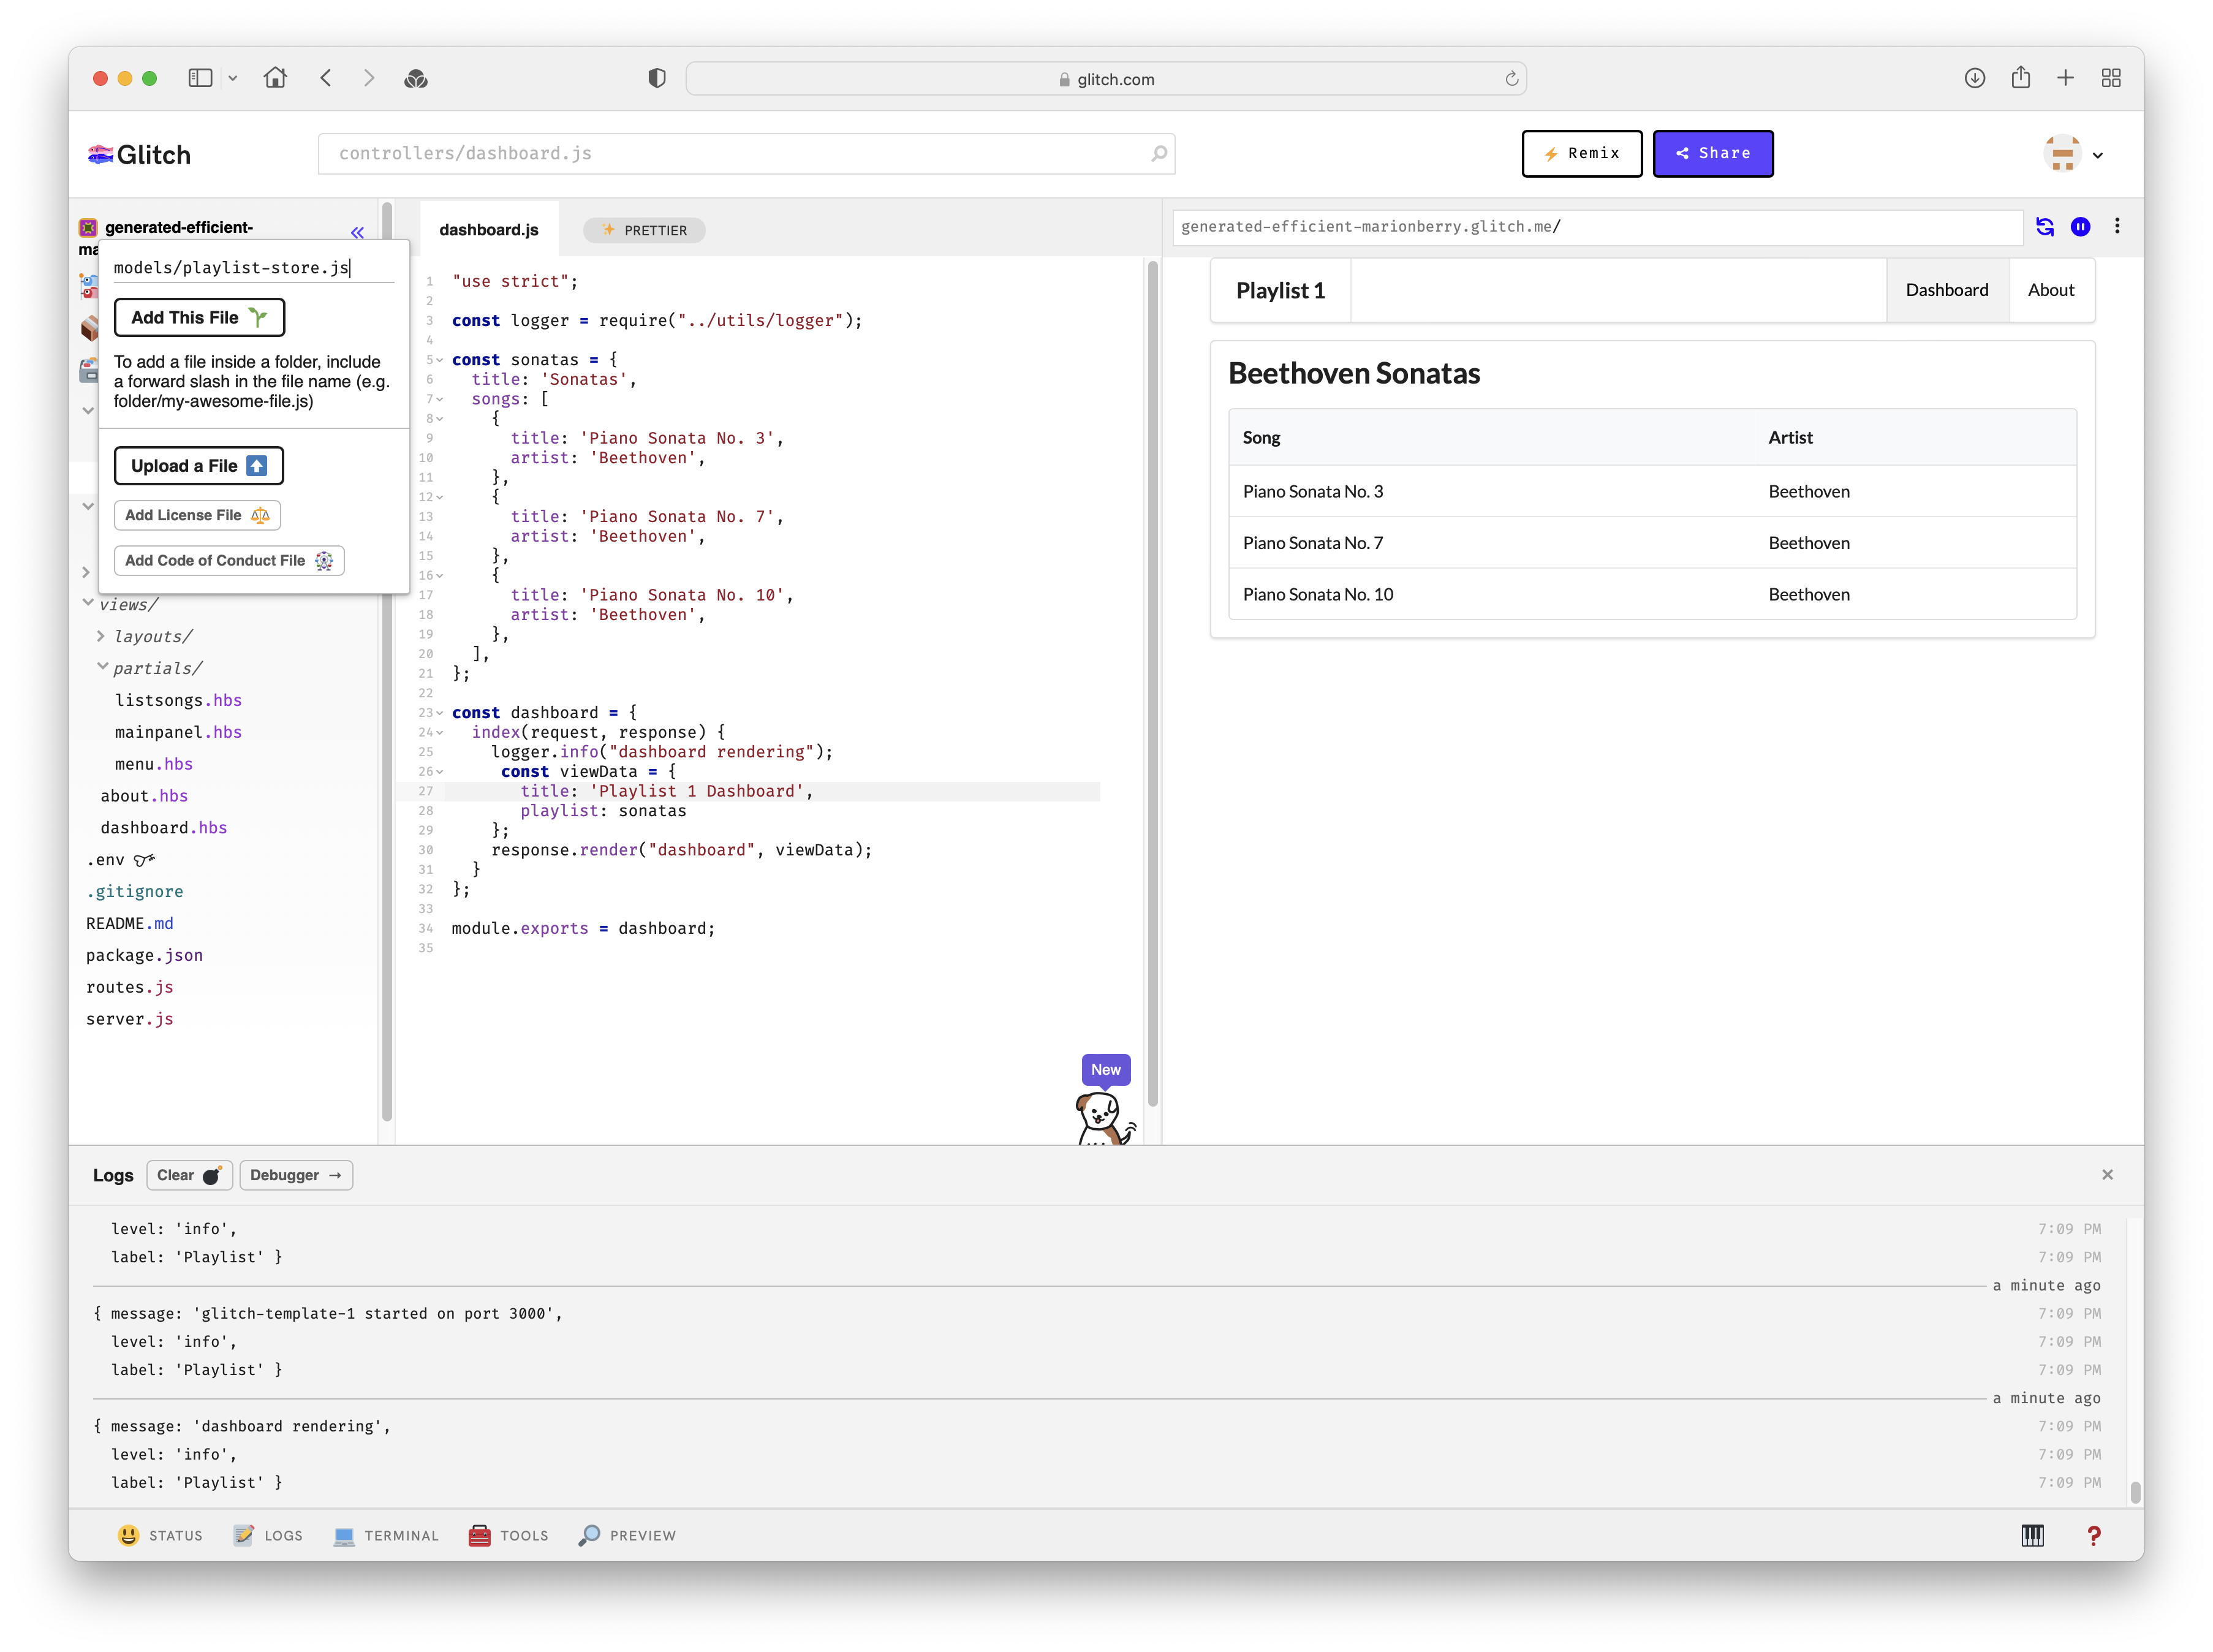 glitch.com
Glitch
controllers/dashboard.js
Remix
Share
generated-efficient-
ma
models/playlist-store.js
Add This File
To add a file inside a folder, include
a forward slash in the file name (e.g.
folder/my-awesome-file.js)
Upload a File
Add License File
Add Code of Conduct File
views/
layouts/
partials/
listsongs.hbs
mainpanel.hbs
menu.hbs
about.hbs
dashboard.hbs
.env
.gitignore
README.md
package.json
routes.js
server.js
dashboard.js
PRETTIER
1 "use strict";
2
3 const logger = require("../utils/logger");
4
5 const sonatas = {
6 title: 'Sonatas',
7 songs: [
8 {
9 title: 'Piano Sonata No. 3',
10 artist: 'Beethoven',
11 },
12 {
13 title: 'Piano Sonata No. 7',
14 artist: 'Beethoven',
15 },
16 {
17 title: 'Piano Sonata No. 10',
18 artist: 'Beethoven',
19 },
20 ],
21 };
22
23 const dashboard = {
24 index(request, response) {
25 logger.info("dashboard rendering");
26 const viewData = {
27 title: 'Playlist 1 Dashboard',
28 playlist: sonatas
29 };
30 response.render("dashboard", viewData);
31 }
32 };
33
34 module.exports = dashboard;
35
New
generated-efficient-marionberry.glitch.me/
Playlist 1
Dashboard
About
Beethoven Sonatas
Song Artist
Piano Sonata No. 3 Beethoven
Piano Sonata No. 7 Beethoven
Piano Sonata No. 10 Beethoven
Logs
Clear
Debugger →
×
level: 'info', 7:09 PM
label: 'Playlist' } 7:09 PM
a minute ago
{ message: 'glitch-template-1 started on port 3000', 7:09 PM
level: 'info', 7:09 PM
label: 'Playlist' } 7:09 PM
a minute ago
{ message: 'dashboard rendering', 7:09 PM
level: 'info', 7:09 PM
label: 'Playlist' } 7:09 PM
STATUS
LOGS
TERMINAL
TOOLS
PREVIEW
?